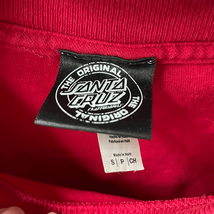 THE ORIGINAL
SANTA
CRUZ
THE ORIGINAL
S | P | CH